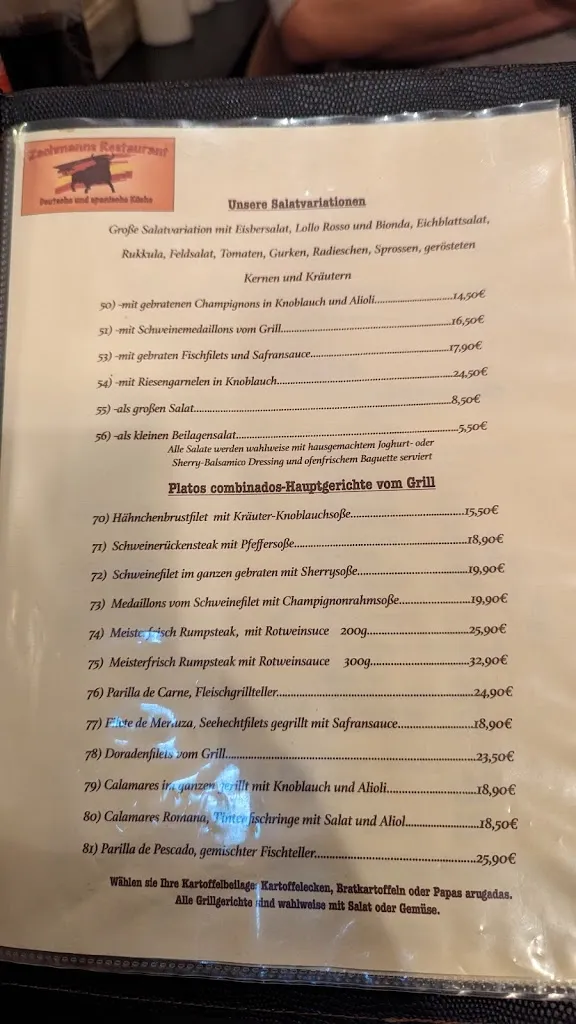 Zachmanns Restaurant
Deutsche und spanische Küche
Unsere Salatvariationen
Große Salatvariation mit Eisbersalat, Lollo Rosso und Bionda, Eichblattsalat,
Rukkula, Feldsalat, Tomaten, Gurken, Radieschen, Sprossen, gerösteten
Kernen und Kräutern
50) -mit gebratenen Champignons in Knoblauch und Alioli..................14,50€
51) -mit Schweinemedaillons vom Grill..................16,50€
53) -mit gebraten Fischfilets und Safransauce..................17,90€
54) -mit Riesengarnelen in Knoblauch..................24,50€
55) -als großen Salat..................8,50€
56) -als kleinen Beilagensalat..................5,50€
Alle Salate werden wahlweise mit hausgemachtem Joghurt- oder
Sherry-Balsamico Dressing und ofenfrischem Baguette serviert
Platos combinados-Hauptgerichte vom Grill
70) Hähnchenbrustfilet mit Kräuter-Knoblauchsoße..................15,50€
71) Schweinerückensteak mit Pfeffersoße..................18,90€
72) Schweinefilet im ganzen gebraten mit Sherrysoße..................19,90€
73) Medaillons vom Schweinefilet mit Champignonrahmsoße..................19,90€
74) Meisterfrisch Rumpsteak, mit Rotweinsuce 200g..................25,90€
75) Meisterfrisch Rumpsteak mit Rotweinsauce 300g..................32,90€
76) Parilla de Carne, Fleischgrillteller..................24,90€
77) Filete de Merluza, Seehechtfilets gegrillt mit Safransauce..................18,90€
78) Doradenfilets vom Grill..................23,50€
79) Calamares im ganzen gerillt mit Knoblauch und Alioli..................18,90€
80) Calamares Romana, Tintenfischringe mit Salat und Aliol..................18,50€
81) Parilla de Pescado, gemischter Fischteller..................25,90€
Wählen sie Ihre Kartoffelbeilage: Kartoffelecken, Bratkartoffeln oder Papas arugadas.
Alle Grillgerichte sind wahlweise mit Salat oder Gemüse.